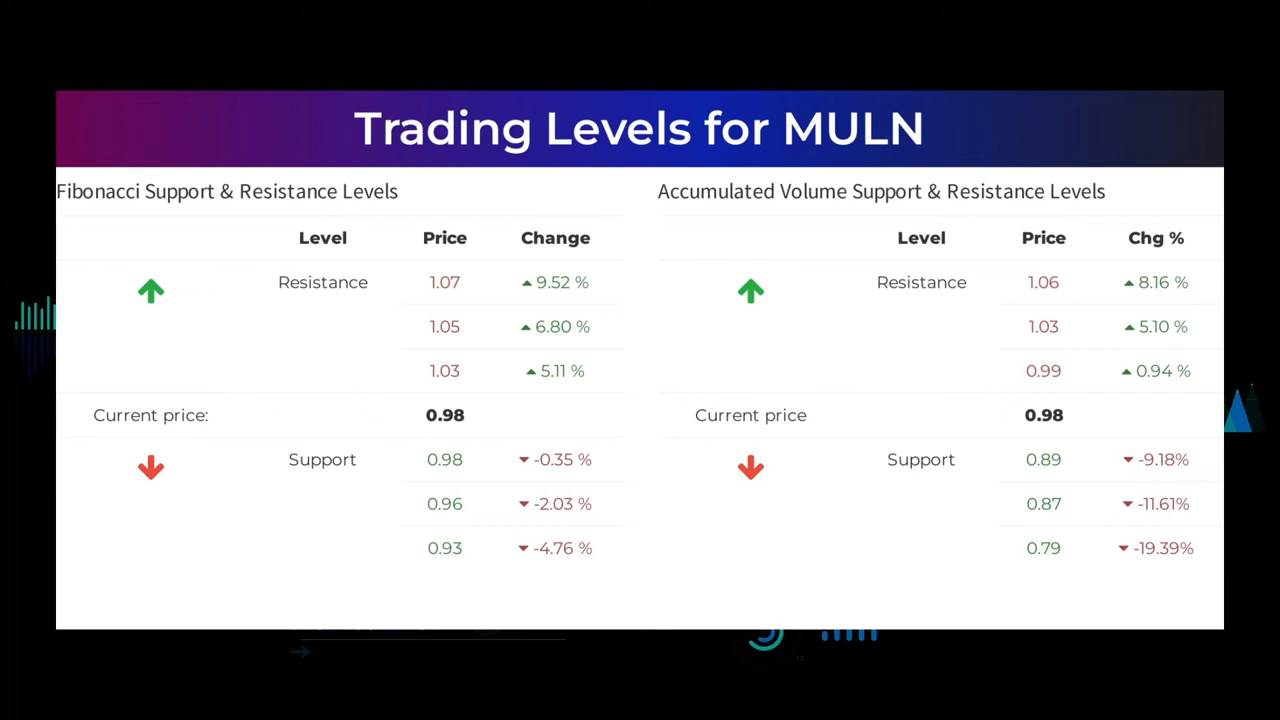 Trading Levels for MULN
Fibonacci Support & Resistance Levels
Level Price Change
Resistance 1.07 9.52 %
1.05 6.80 %
1.03 5.11 %
Current price: 0.98
Support 0.98 -0.35 %
0.96 -2.03 %
0.93 -4.76 %
Accumulated Volume Support & Resistance Levels
Level Price Chg %
Resistance 1.06 8.16 %
1.03 5.10 %
0.99 0.94 %
Current price 0.98
Support 0.89 -9.18%
0.87 -11.61%
0.79 -19.39%